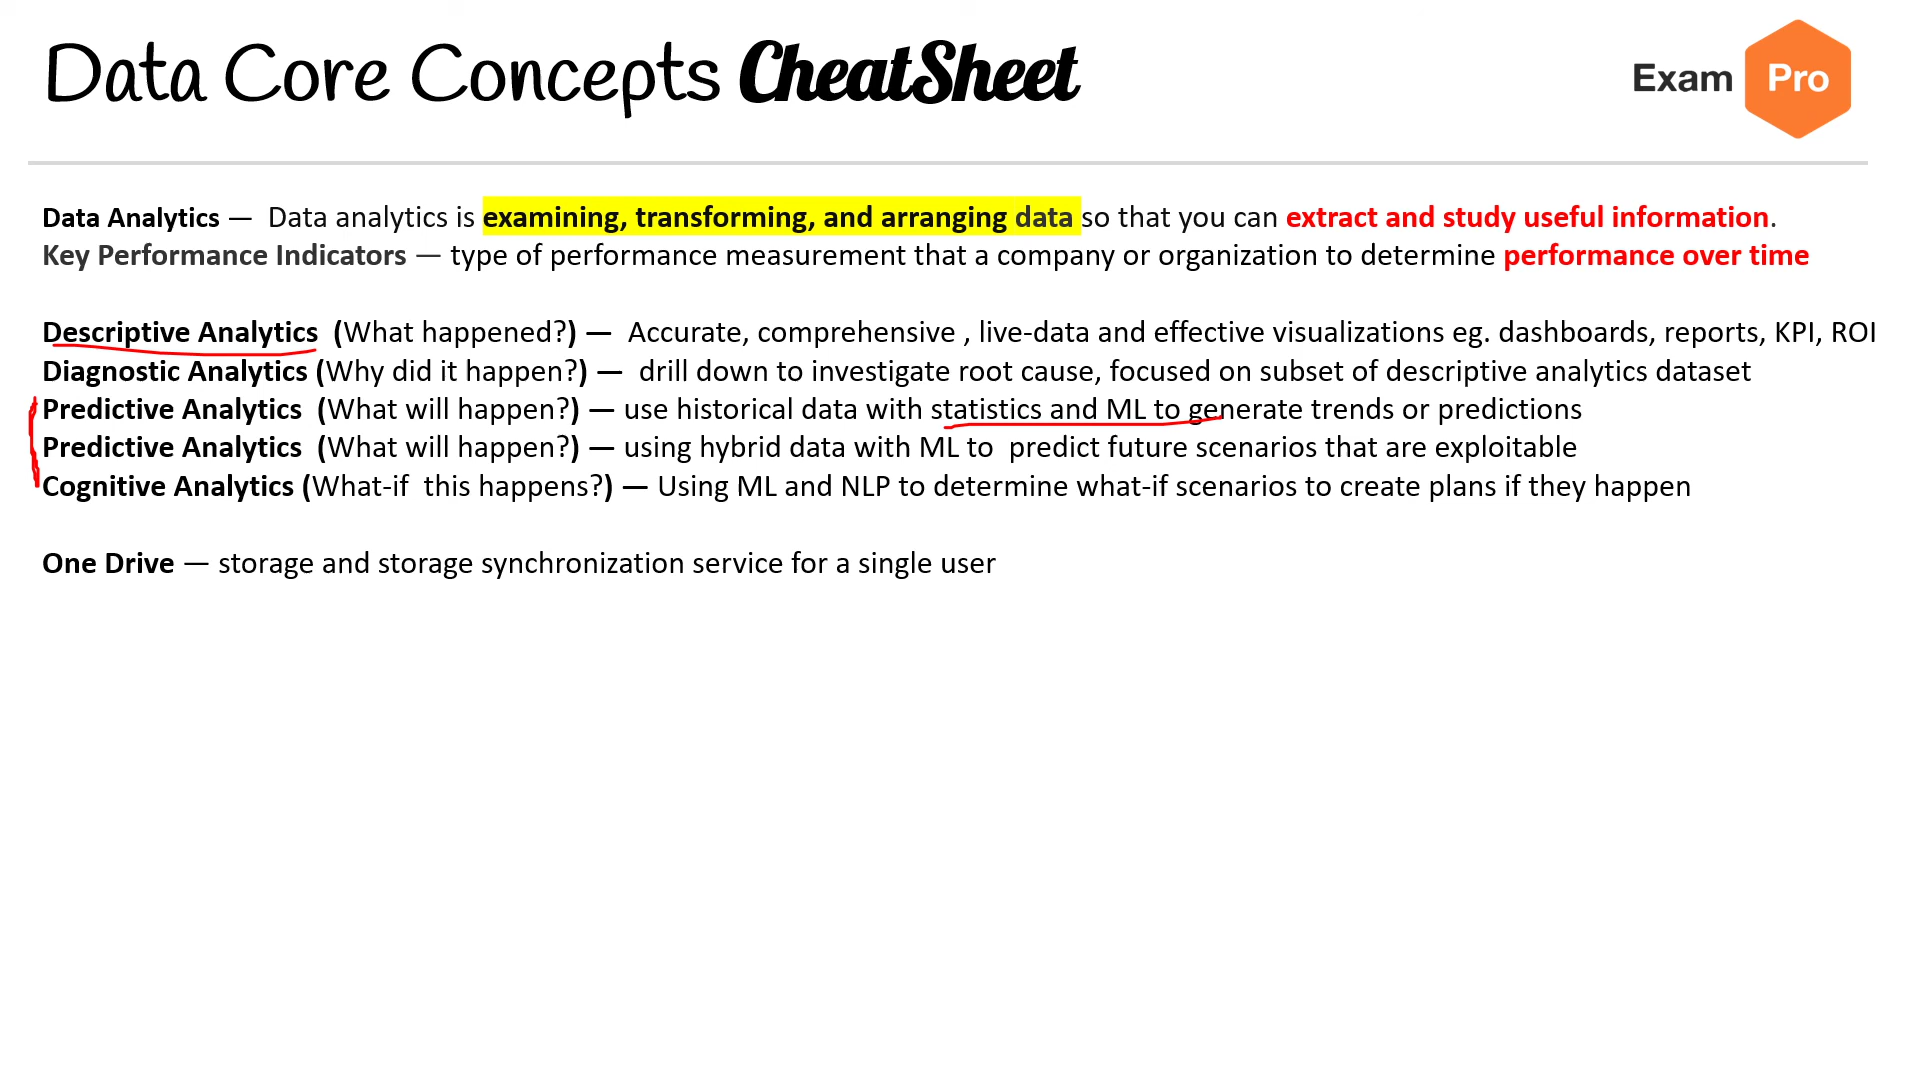 Data Core Concepts CheatSheet
Exam Pro
Data Analytics — Data analytics is examining, transforming, and arranging data so that you can extract and study useful information.
Key Performance Indicators — type of performance measurement that a company or organization to determine performance over time
Descriptive Analytics (What happened?) — Accurate, comprehensive , live-data and effective visualizations eg. dashboards, reports, KPI, ROI
Diagnostic Analytics (Why did it happen?) — drill down to investigate root cause, focused on subset of descriptive analytics dataset
Predictive Analytics (What will happen?) — use historical data with statistics and ML to generate trends or predictions
Predictive Analytics (What will happen?) — using hybrid data with ML to predict future scenarios that are exploitable
Cognitive Analytics (What-if this happens?) — Using ML and NLP to determine what-if scenarios to create plans if they happen
One Drive — storage and storage synchronization service for a single user